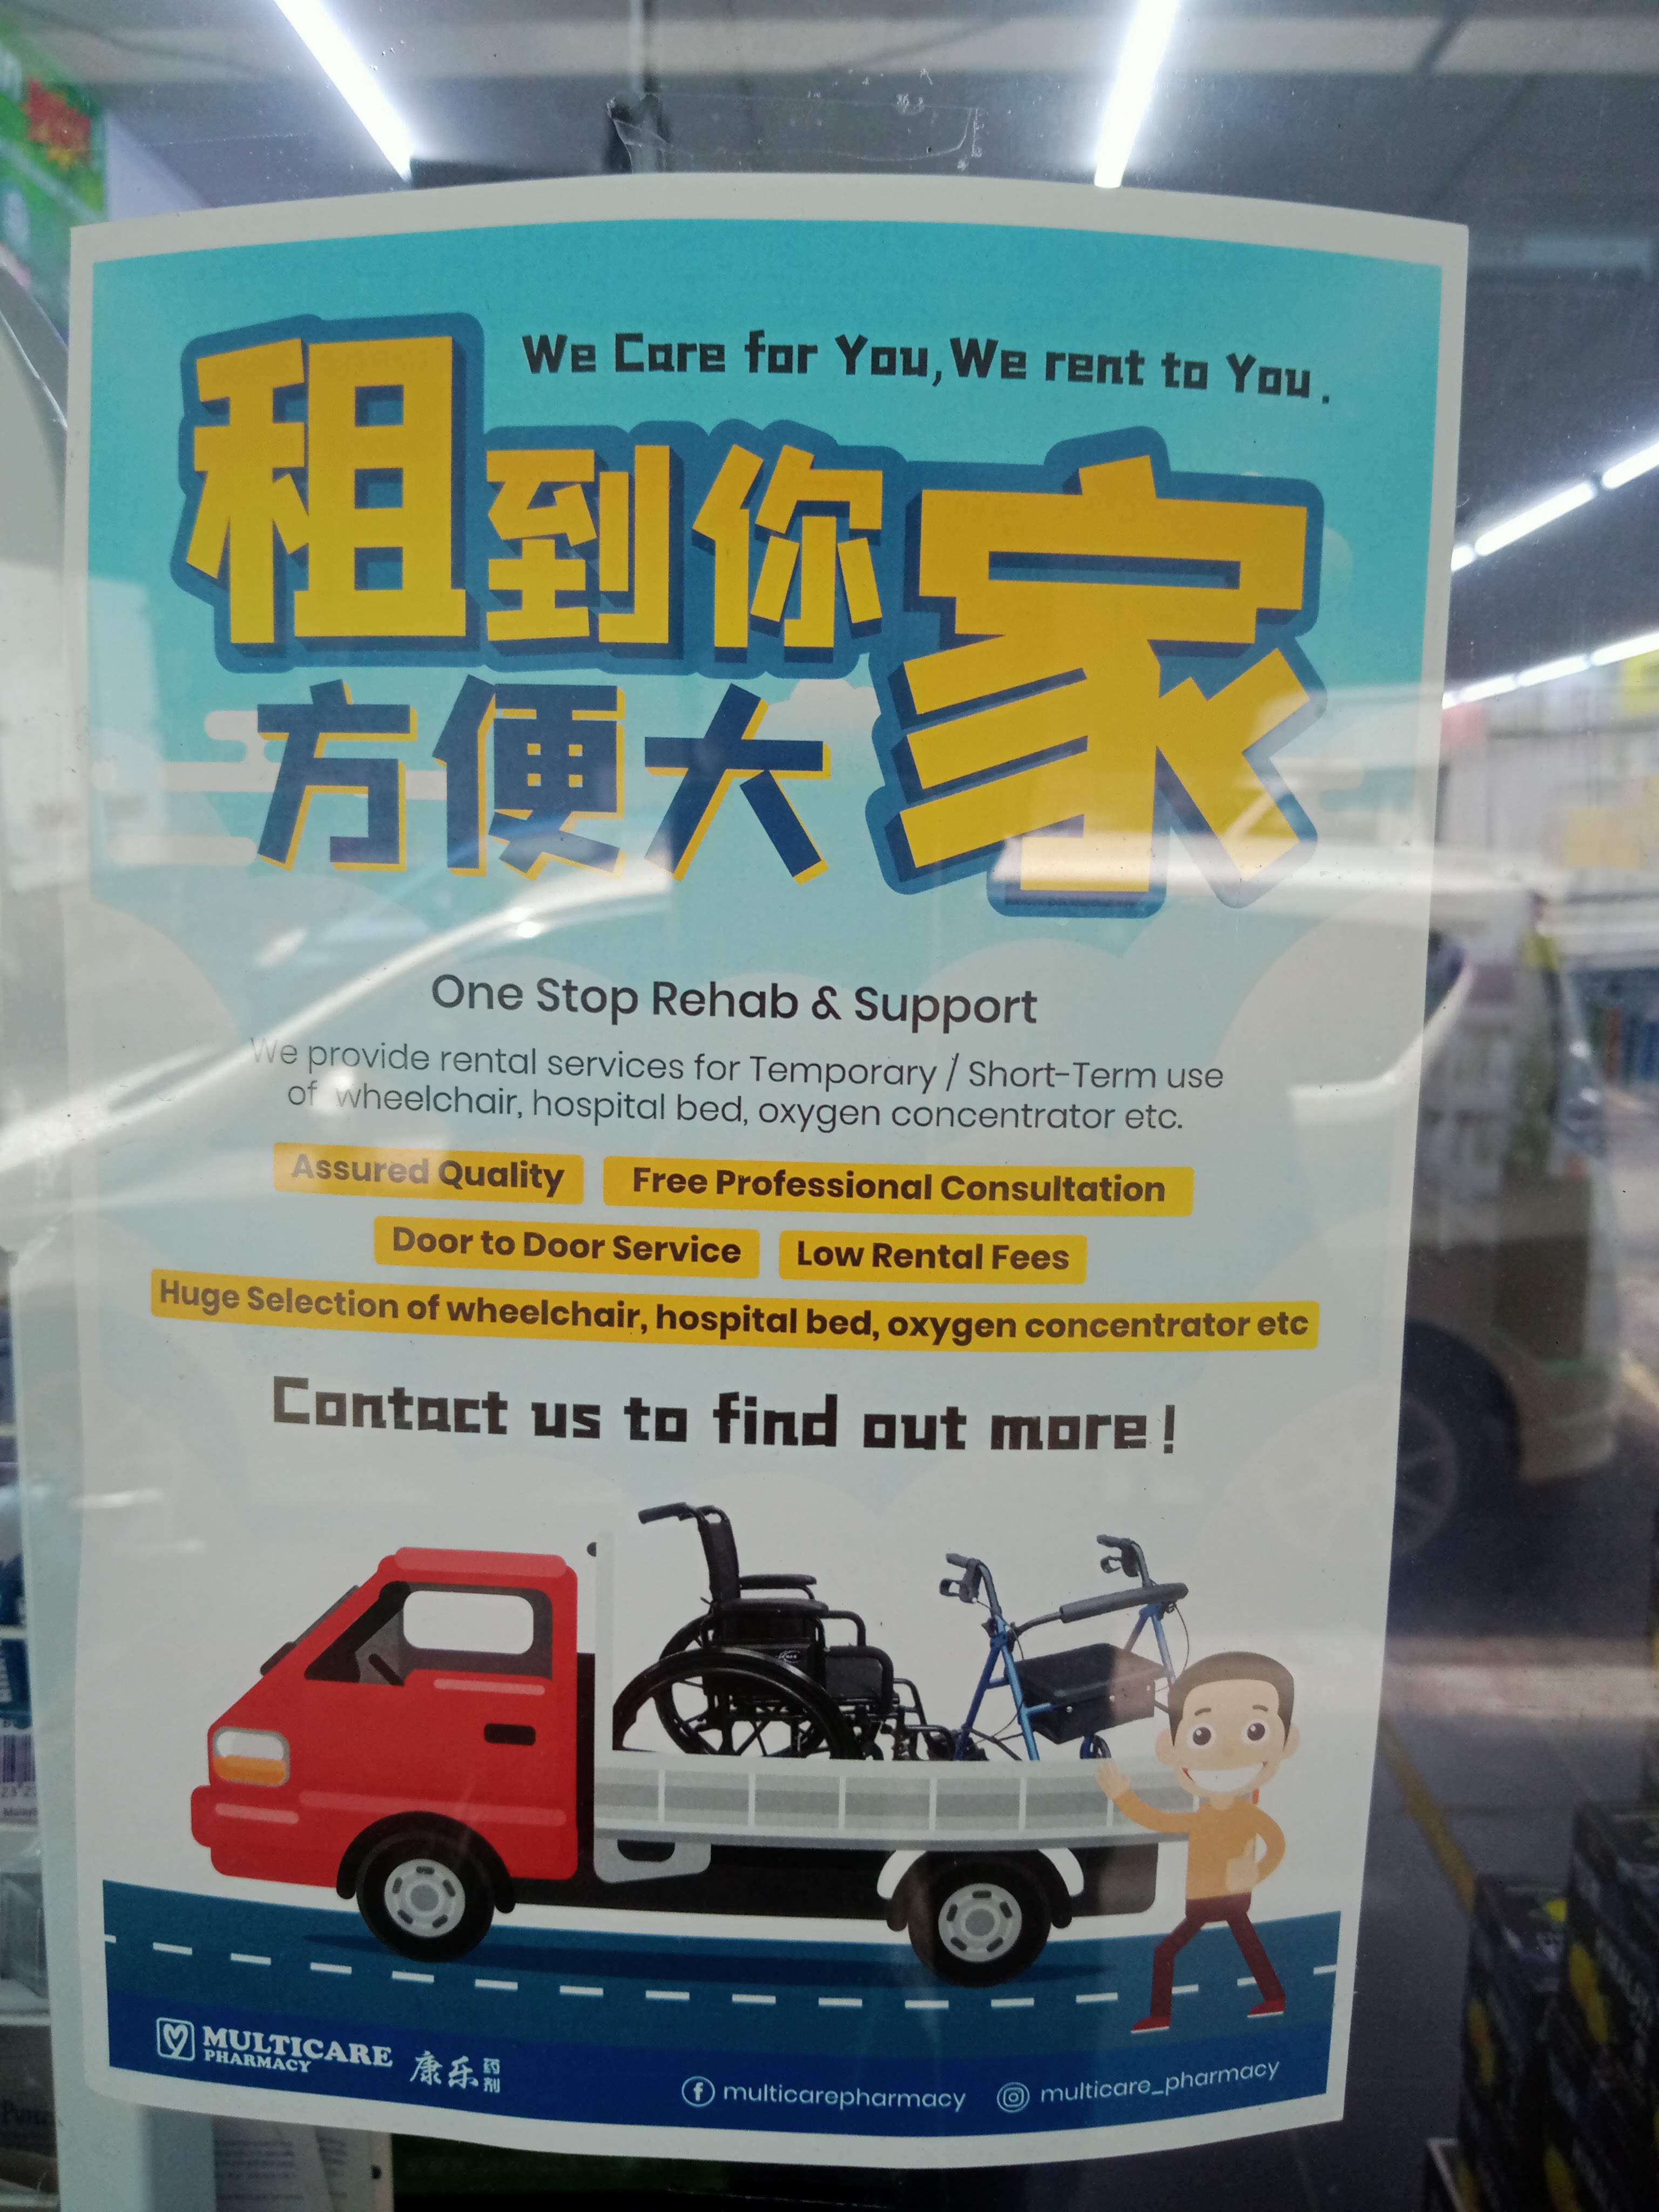 We Care for You, We rent to You.
租到你家
方便大家
One Stop Rehab & Support
We provide rental services for Temporary / Short-Term use
of wheelchair, hospital bed, oxygen concentrator etc.
Assured Quality Free Professional Consultation
Door to Door Service Low Rental Fees
Huge Selection of wheelchair, hospital bed, oxygen concentrator etc
Contact us to find out more!
MULTICARE
PHARMACY
康乐药剂
multicarepharmacy multicare_pharmacy